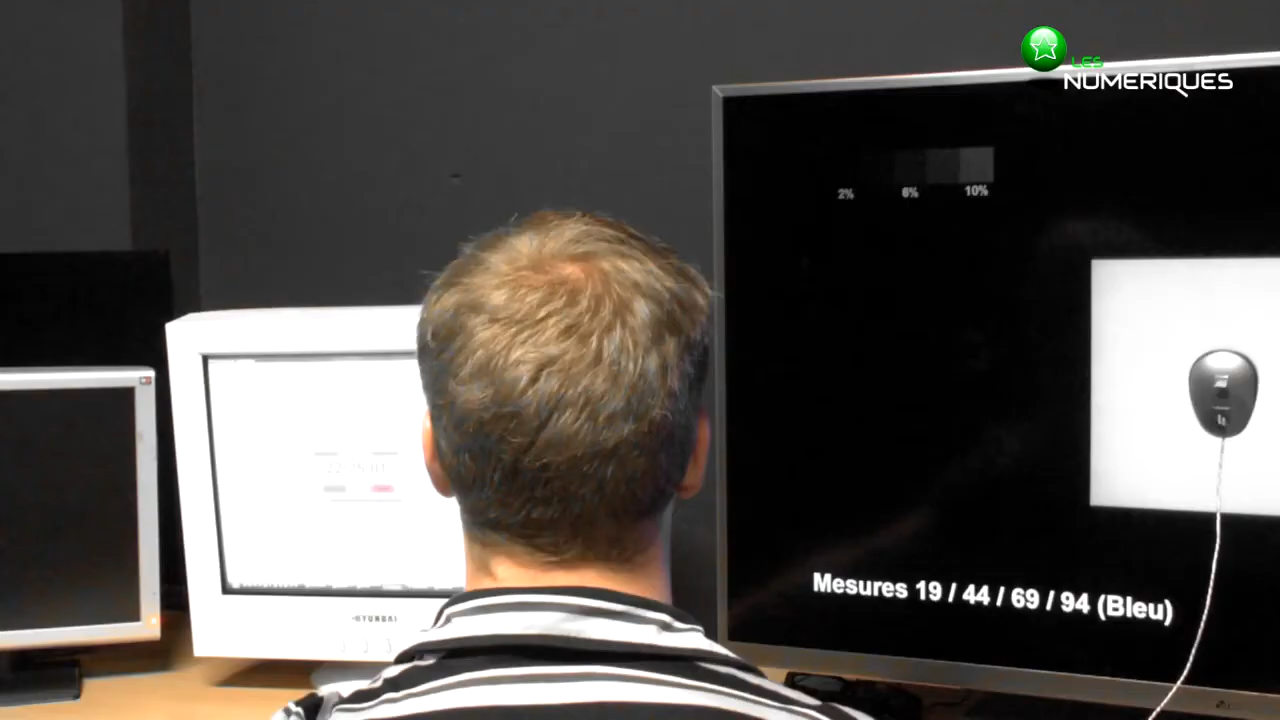 LES
NUMERIQUES
2% 6% 10%
HYUNDAI
Mesures 19 / 44 / 69 / 94 (Bleu)